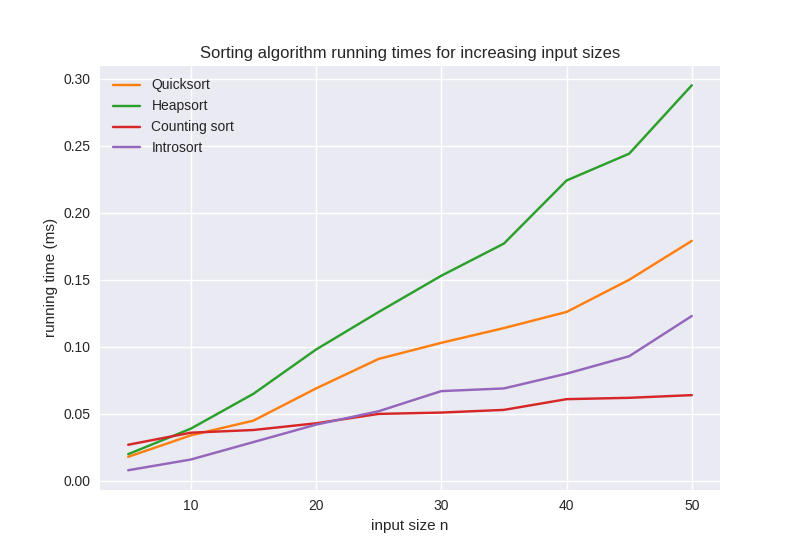 Sorting algorithm running times for increasing input sizes
Quicksort
Heapsort
Counting sort
Introsort
0.30
0.25
0.20
0.15
0.10
0.05
0.00
running time (ms)
10 20 30 40 50
input size n